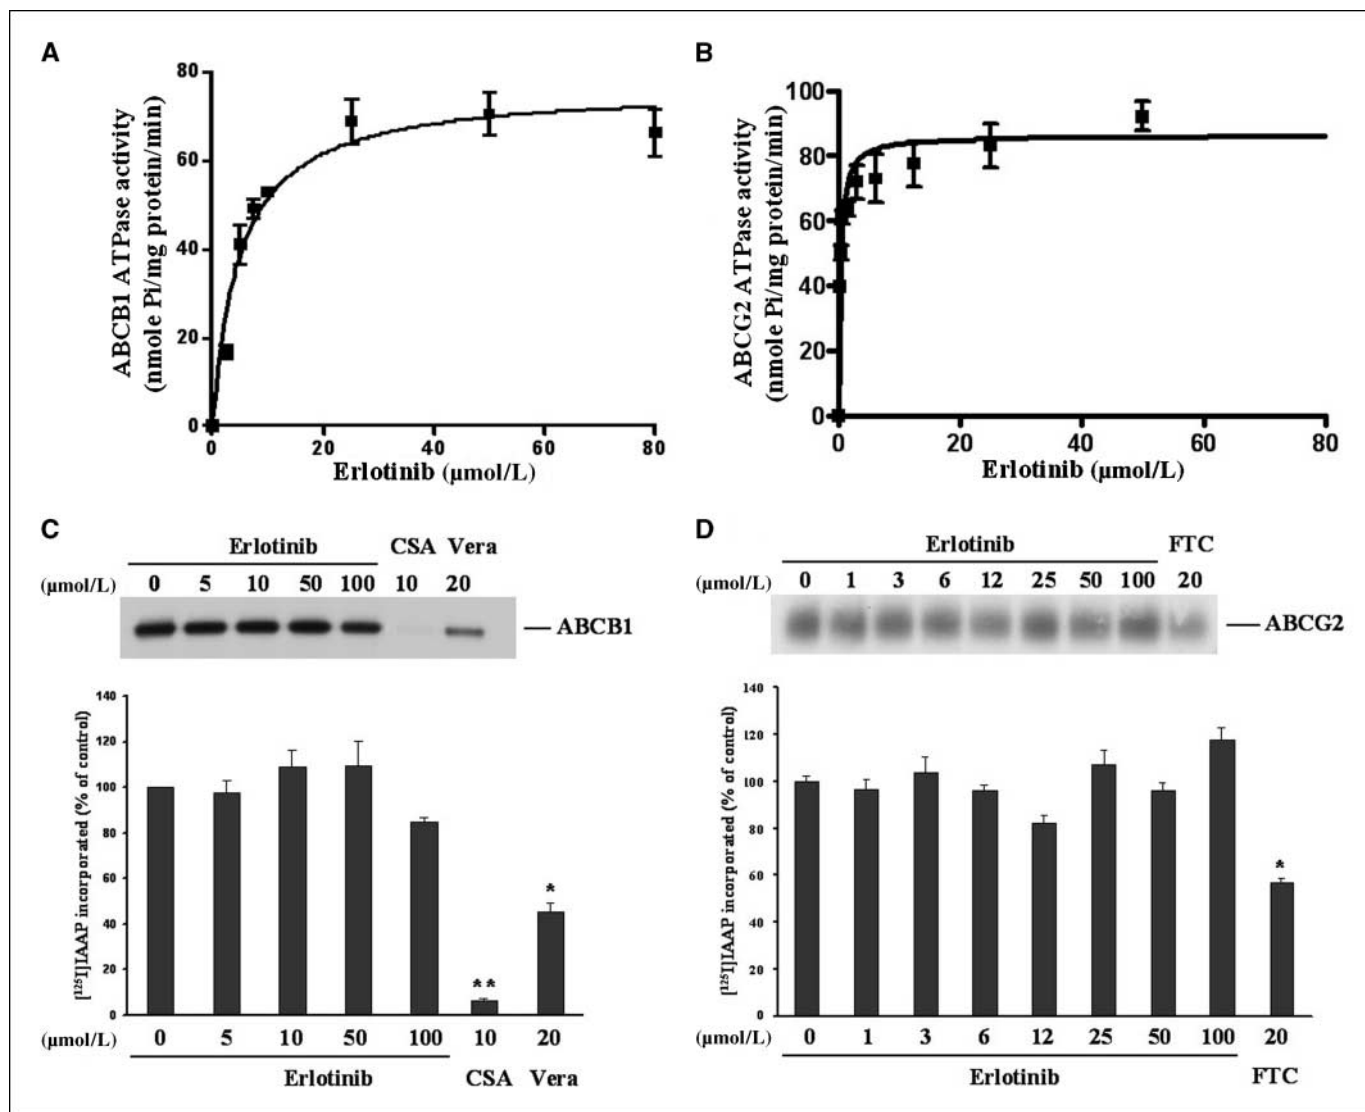 A
ABCB1 ATPase activity
(nmole Pi/mg protein/min)
80
60
40
20
0
0 20 40 60 80
Erlotinib (µmol/L)
B
ABCG2 ATPase activity
(nmole Pi/mg protein/min)
100
80
60
40
20
0
0 20 40 60 80
Erlotinib (µmol/L)
C
Erlotinib CSA Vera
(µmol/L) 0 5 10 50 100 10 20
ABCB1
[¹²⁵I]IAAP incorporated (% of control)
140
120
100
80
60
40
20
0
** *
(µmol/L) 0 5 10 50 100 10 20
Erlotinib CSA Vera
D
Erlotinib FTC
(µmol/L) 0 1 3 6 12 25 50 100 20
ABCG2
[¹²⁵I]IAAP incorporated (% of control)
140
120
100
80
60
40
20
0
*
(µmol/L) 0 1 3 6 12 25 50 100 20
Erlotinib FTC